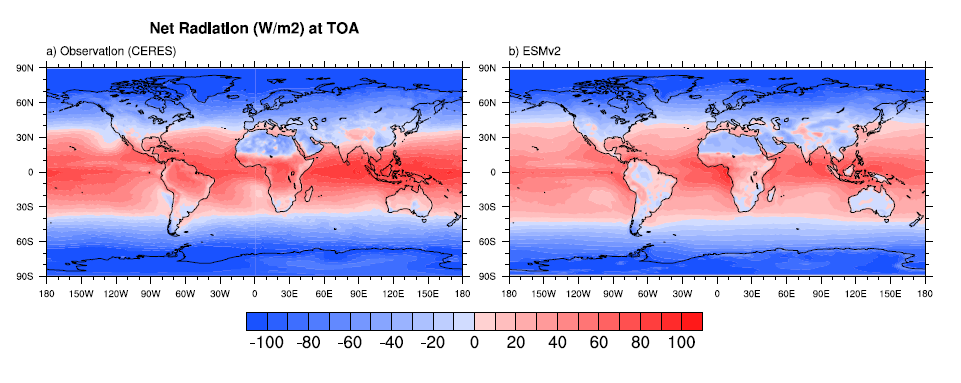 Net Radiation (W/m2) at TOA
a) Observation (CERES)
b) ESMv2
90N
60N
30N
0
30S
60S
90S
180 150W 120W 90W 60W 30W 0 30E 60E 90E 120E 150E 180
90N
60N
30N
0
30S
60S
90S
180 150W 120W 90W 60W 30W 0 30E 60E 90E 120E 150E 180
-100 -80 -60 -40 -20 0 20 40 60 80 100